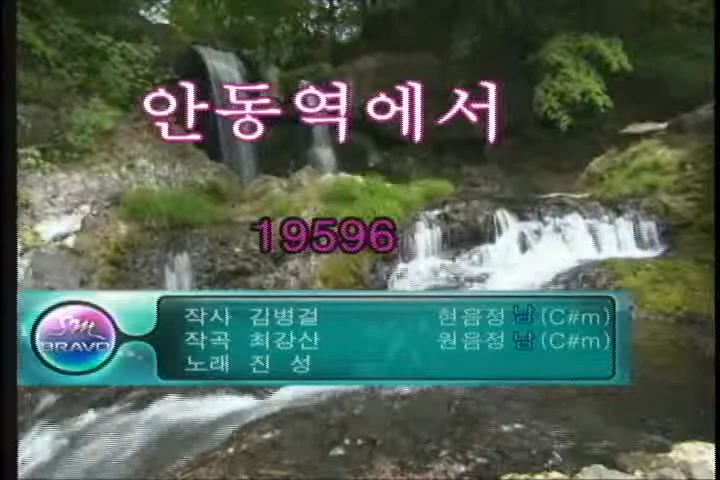 안동역에서
19596
SM
BRAVO
작사 김병걸 현음정 남(C#m)
작곡 최강산 원음정 남(C#m)
노래 진 성